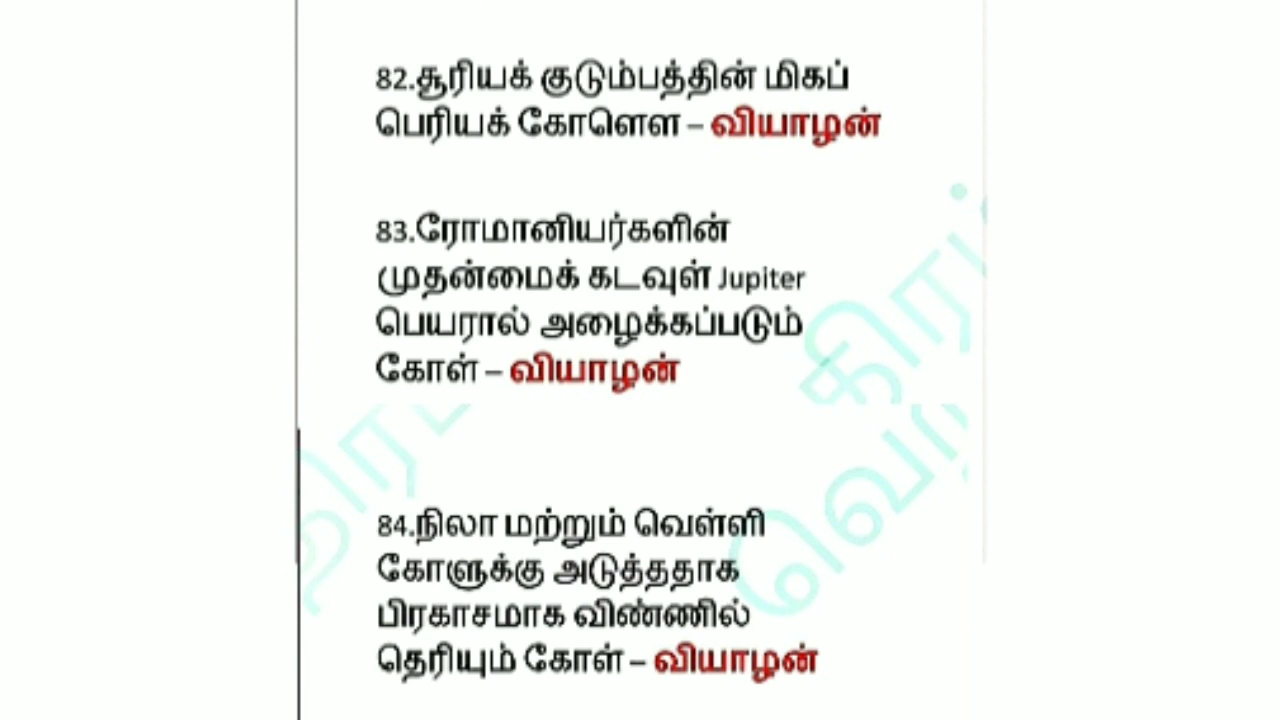 82.சூரியக் குடும்பத்தின் மிகப்
பெரியக் கோளௌ – வியாழன்
83.ரோமானியர்களின்
முதன்மைக் கடவுள் Jupiter
பெயரால் அழைக்கப்படும்
கோள் – வியாழன்
84.நிலா மற்றும் வெள்ளி
கோளுக்கு அடுத்ததாக
பிரகாசமாக விண்ணில்
தெரியும் கோள் – வியாழன்